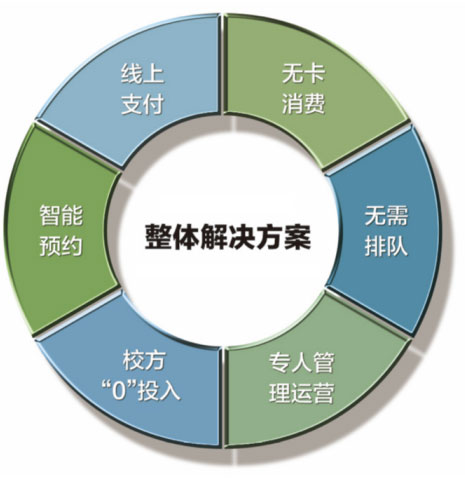 线上
支付
无卡
消费
智能
预约
整体解决方案
无需
排队
校方
“0”投入
专人管
理运营